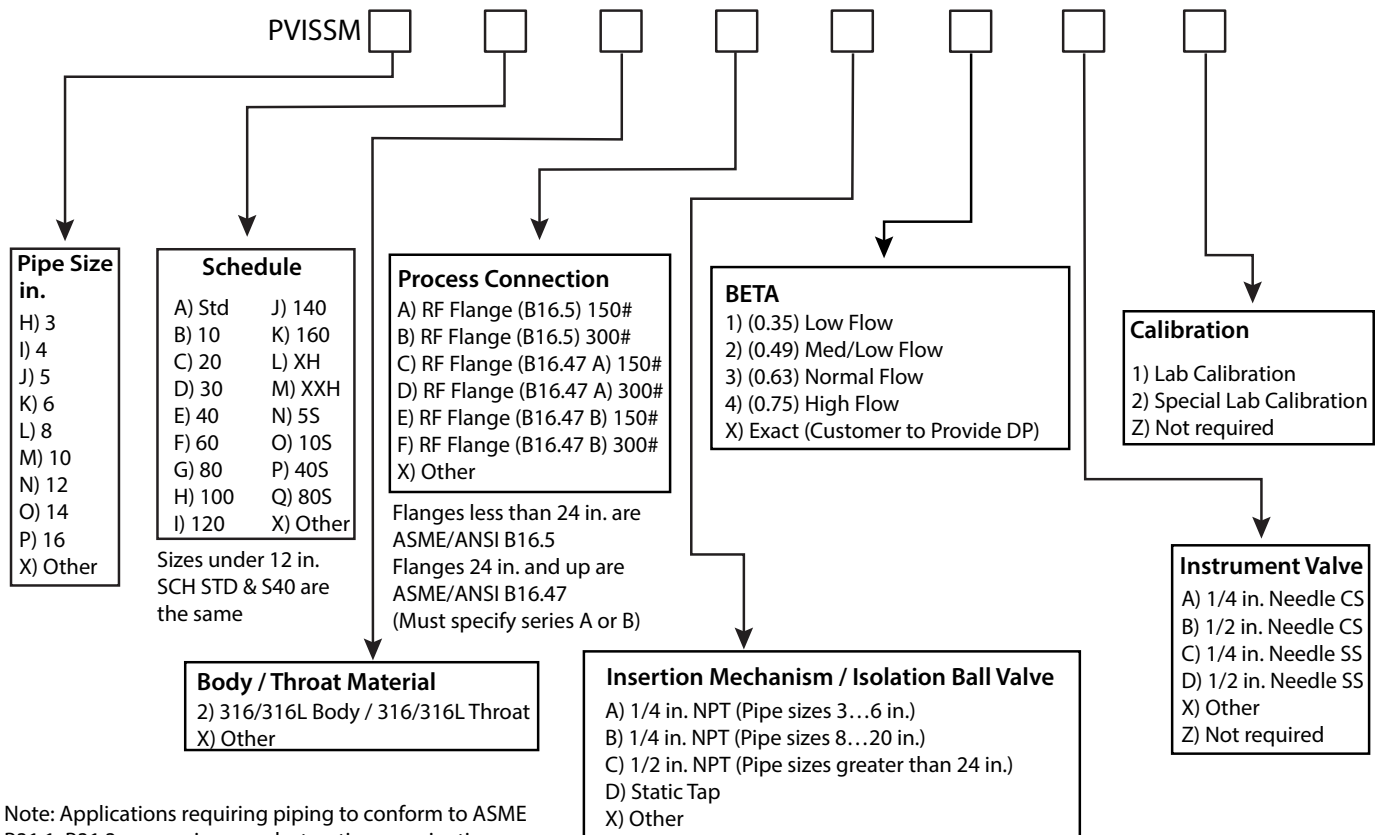 PVISSM
Pipe Size
in.
H) 3
I) 4
J) 5
K) 6
L) 8
M) 10
N) 12
O) 14
P) 16
X) Other
Schedule
A) Std
B) 10
C) 20
D) 30
E) 40
F) 60
G) 80
H) 100
I) 120
J) 140
K) 160
L) XH
M) XXH
N) 5S
O) 10S
P) 40S
Q) 80S
X) Other
Sizes under 12 in.
SCH STD & S40 are
the same
Body / Throat Material
2) 316/316L Body / 316/316L Throat
X) Other
Process Connection
A) RF Flange (B16.5) 150#
B) RF Flange (B16.5) 300#
C) RF Flange (B16.47 A) 150#
D) RF Flange (B16.47 A) 300#
E) RF Flange (B16.47 B) 150#
F) RF Flange (B16.47 B) 300#
X) Other
Flanges less than 24 in. are
ASME/ANSI B16.5
Flanges 24 in. and up are
ASME/ANSI B16.47
(Must specify series A or B)
Insertion Mechanism / Isolation Ball Valve
A) 1/4 in. NPT (Pipe sizes 3…6 in.)
B) 1/4 in. NPT (Pipe sizes 8…20 in.)
C) 1/2 in. NPT (Pipe sizes greater than 24 in.)
D) Static Tap
X) Other
BETA
1) (0.35) Low Flow
2) (0.49) Med/Low Flow
3) (0.63) Normal Flow
4) (0.75) High Flow
X) Exact (Customer to Provide DP)
Instrument Valve
A) 1/4 in. Needle CS
B) 1/2 in. Needle CS
C) 1/4 in. Needle SS
D) 1/2 in. Needle SS
X) Other
Z) Not required
Calibration
1) Lab Calibration
2) Special Lab Calibration
Z) Not required
Note: Applications requiring piping to conform to ASME